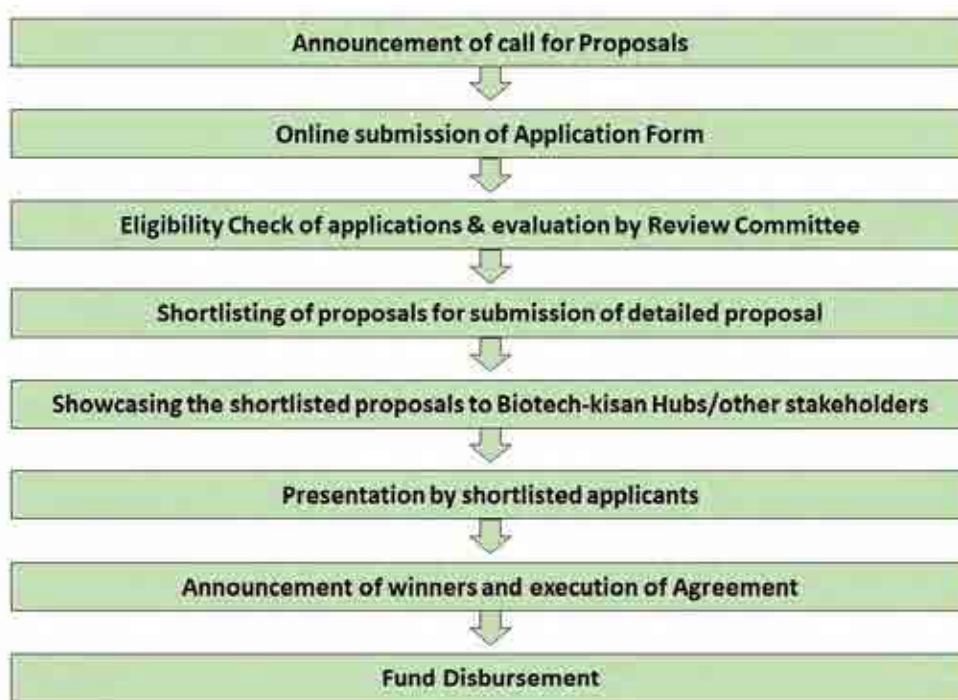 Announcement of call for Proposals
Online submission of Application Form
Eligibility Check of applications & evaluation by Review Committee
Shortlisting of proposals for submission of detailed proposal
Showcasing the shortlisted proposals to Biotech-kisan Hubs/other stakeholders
Presentation by shortlisted applicants
Announcement of winners and execution of Agreement
Fund Disbursement